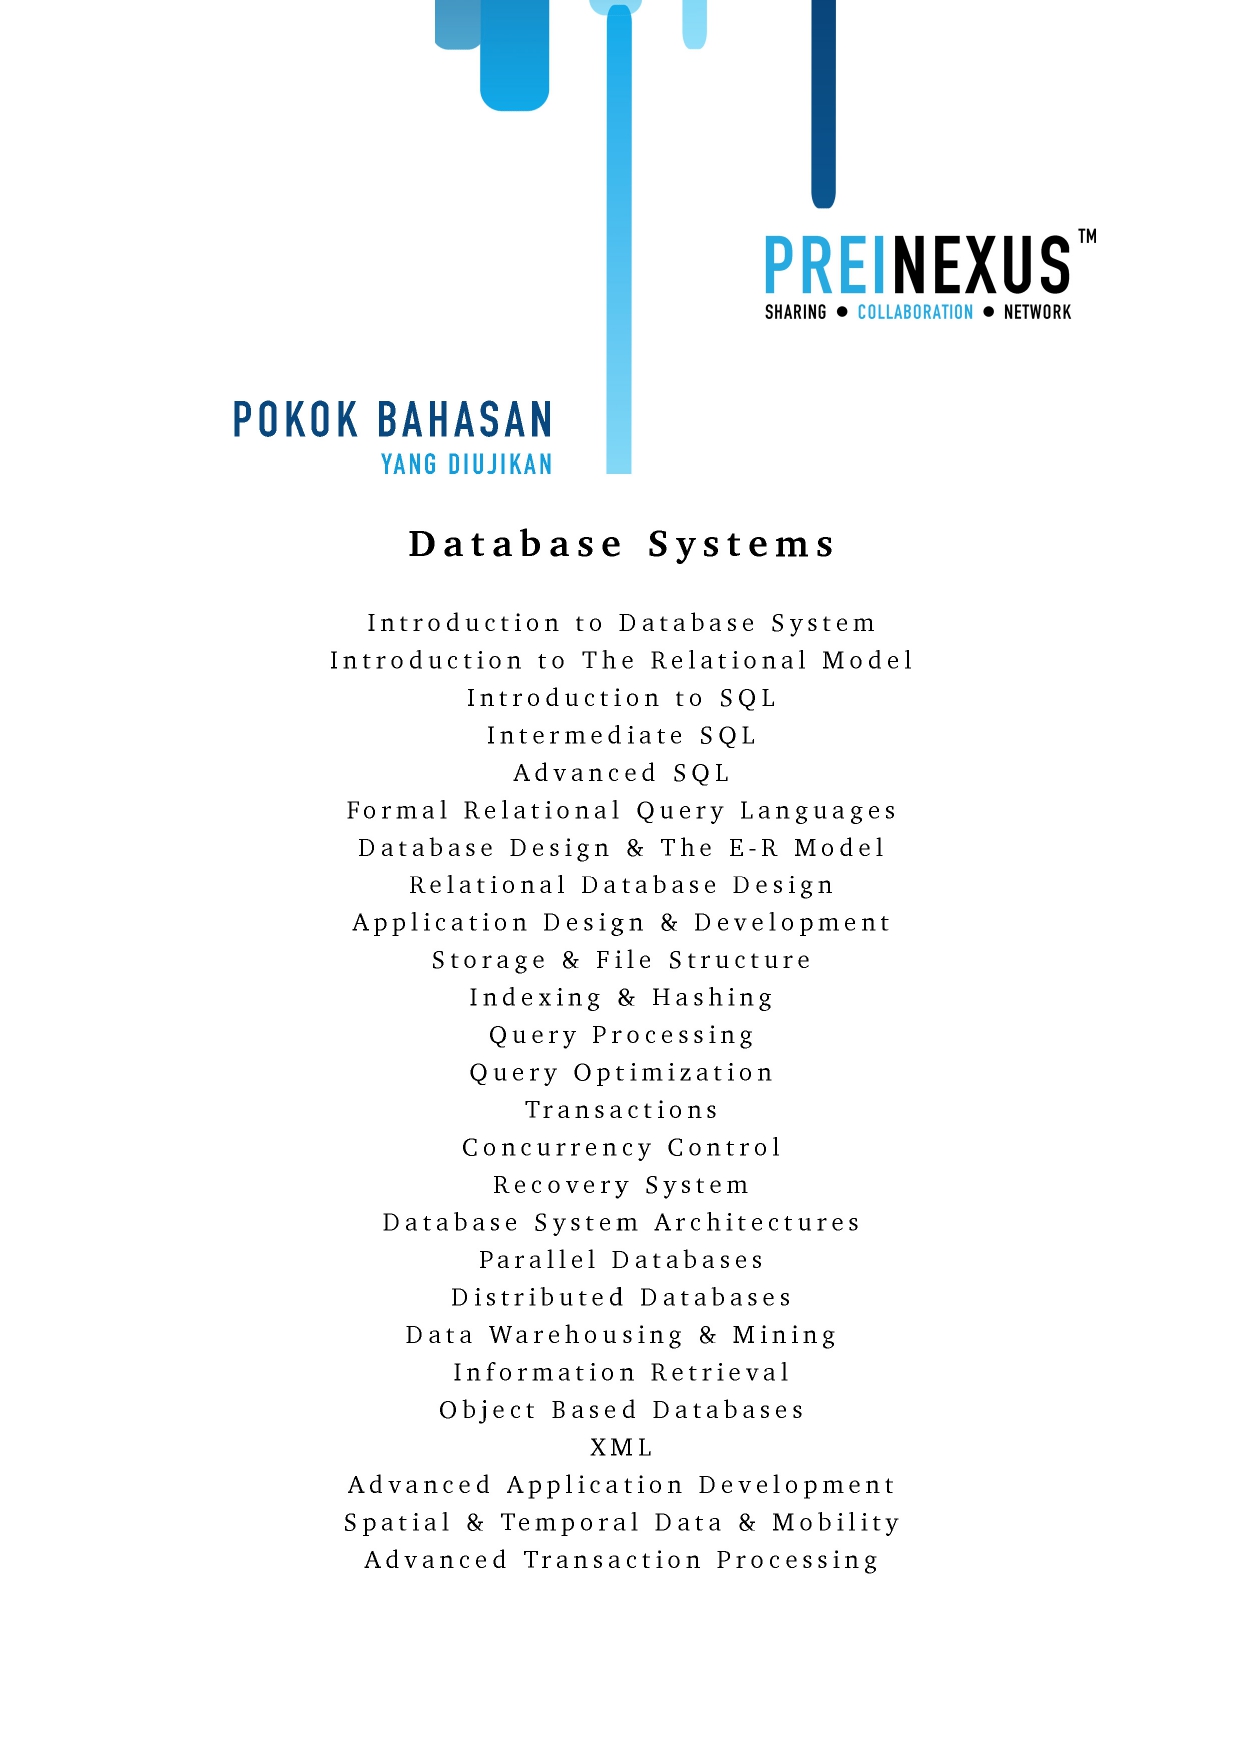 PREINEXUS™
SHARING ● COLLABORATION ● NETWORK
POKOK BAHASAN
YANG DIUJIKAN
Database Systems
Introduction to Database System
Introduction to The Relational Model
Introduction to SQL
Intermediate SQL
Advanced SQL
Formal Relational Query Languages
Database Design & The E-R Model
Relational Database Design
Application Design & Development
Storage & File Structure
Indexing & Hashing
Query Processing
Query Optimization
Transactions
Concurrency Control
Recovery System
Database System Architectures
Parallel Databases
Distributed Databases
Data Warehousing & Mining
Information Retrieval
Object Based Databases
XML
Advanced Application Development
Spatial & Temporal Data & Mobility
Advanced Transaction Processing